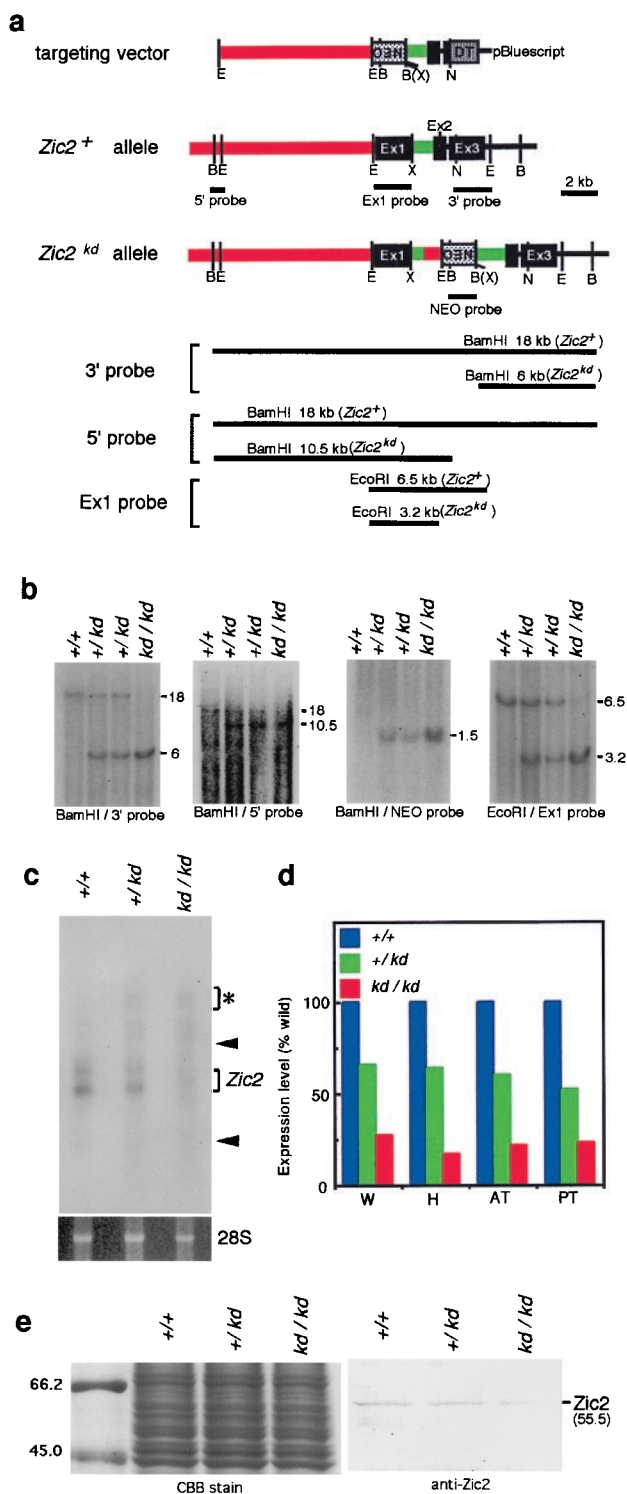 a
targeting vector
NEO
DT
pBluescript
E
EB
B(X)
N
Zic2 + allele
Ex1
Ex2
Ex3
BE
E
X
N
E
B
5' probe
Ex1 probe
3' probe
2 kb
Zic2 kd allele
Ex1
NEO
Ex3
BE
E
X
EB
B(X)
N
E
B
NEO probe
3' probe
BamHI 18 kb (Zic2+)
BamHI 6 kb(Zic2kd)
5' probe
BamHI 18 kb (Zic2+)
BamHI 10.5 kb(Zic2kd)
Ex1 probe
EcoRI 6.5 kb (Zic2+)
EcoRI 3.2 kb(Zic2kd)
b
+/+ +/kd +/kd kd/kd
18
6
BamHI / 3' probe
+/+ +/kd +/kd kd/kd
18
10.5
BamHI / 5' probe
+/+ +/kd +/kd kd/kd
1.5
BamHI / NEO probe
+/+ +/kd +/kd kd/kd
6.5
3.2
EcoRI / Ex1 probe
c
+/+ +/kd kd/kd
*
Zic2
28S
d
+/+
+/kd
kd/kd
Expression level (% wild)
100
50
0
W H AT PT
e
+/+ +/kd kd/kd
66.2
45.0
CBB stain
+/+ +/kd kd/kd
Zic2
(55.5)
anti-Zic2